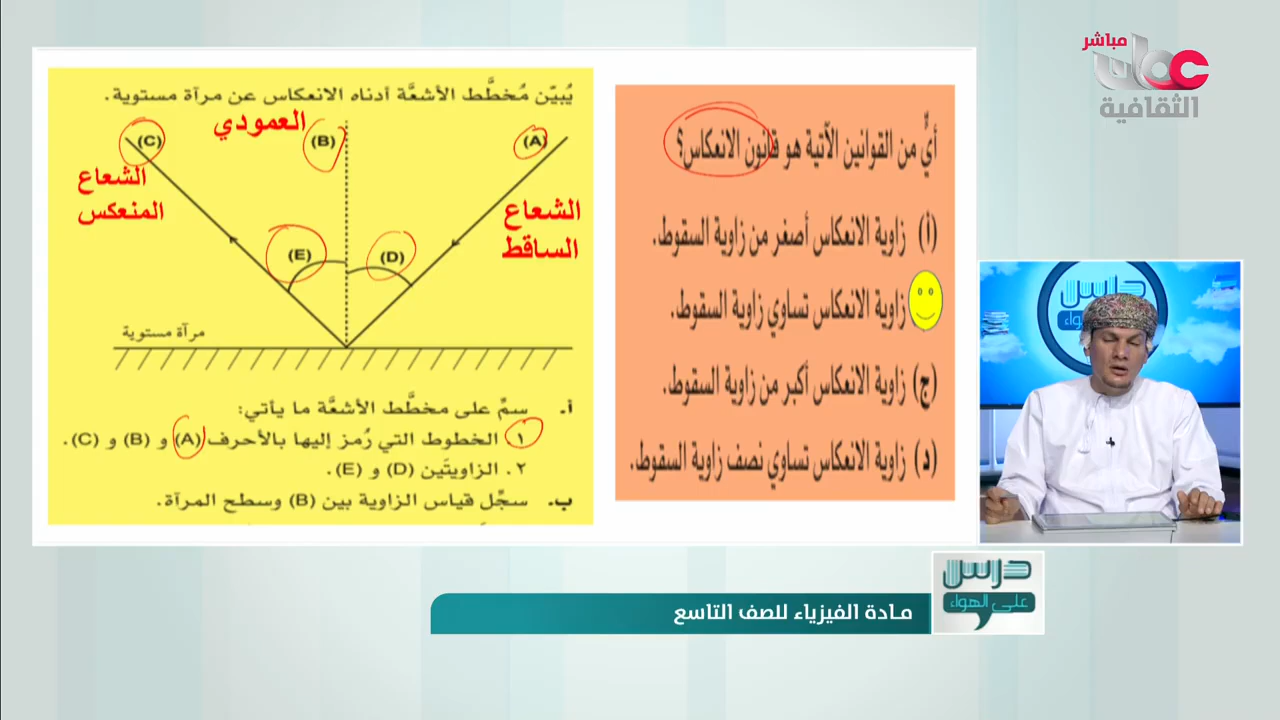 مباشر
عمان
الثقافية
أيٌّ من القوانين الآتية هو قانون الانعكاس؟
(أ) زاوية الانعكاس أصغر من زاوية السقوط.
زاوية الانعكاس تساوي زاوية السقوط.
(ج) زاوية الانعكاس أكبر من زاوية السقوط.
(د) زاوية الانعكاس تساوي نصف زاوية السقوط.
يُبيّن مُخطَّط الأشعَّة أدناه الانعكاس عن مرآة مستوية.
العمودي
(A)
(B)
(C)
الشعاع
المنعكس
الشعاع
الساقط
(D)
(E)
مرآة مستوية
أ. سمِّ على مخطَّط الأشعَّة ما يأتي:
١ الخطوط التي رُمز إليها بالأحرف (A) و (B) و (C).
٢. الزاويتَين (D) و (E).
ب. سجِّل قياس الزاوية بين (B) وسطح المرآة.
درس
على الهواء
درس
على الهواء
مادة الفيزياء للصف التاسع